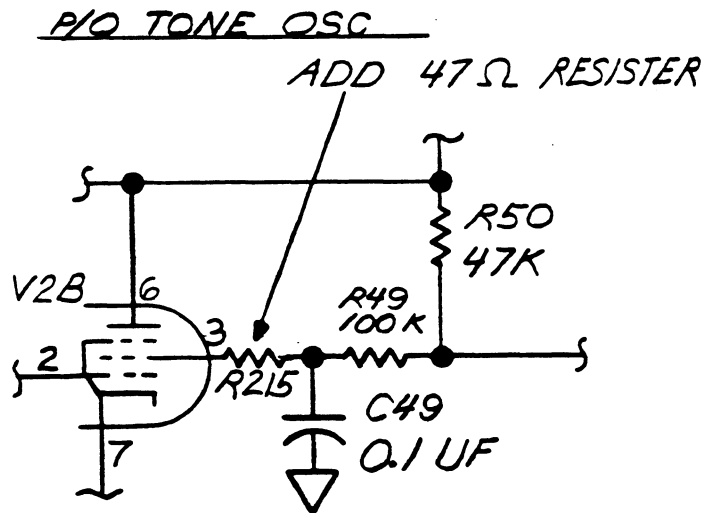 P/O TONE OSC
ADD 47Ω RESISTER
R50
47K
V2B
6
R49
100K
3
2
R215
C49
0.1 UF
7